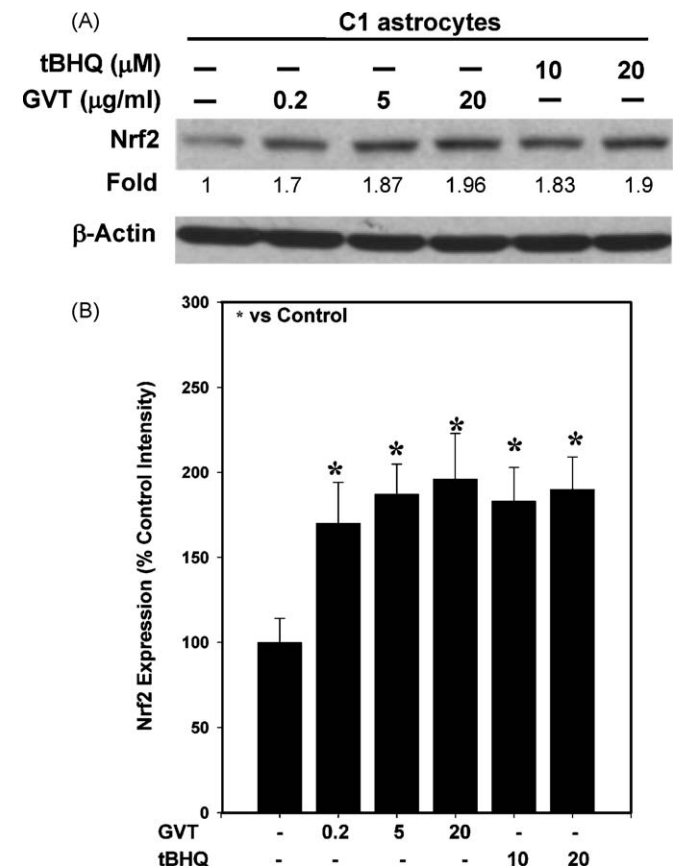 (A)
C1 astrocytes
tBHQ (μM) – – – – 10 20
GVT (μg/ml) – 0.2 5 20 – –
Nrf2
Fold 1 1.7 1.87 1.96 1.83 1.9
β-Actin
(B)
* vs Control
Nrf2 Expression (% Control Intensity)
300
250
200
150
100
50
0
* * * * *
GVT - 0.2 5 20 - -
tBHQ - - - - 10 20